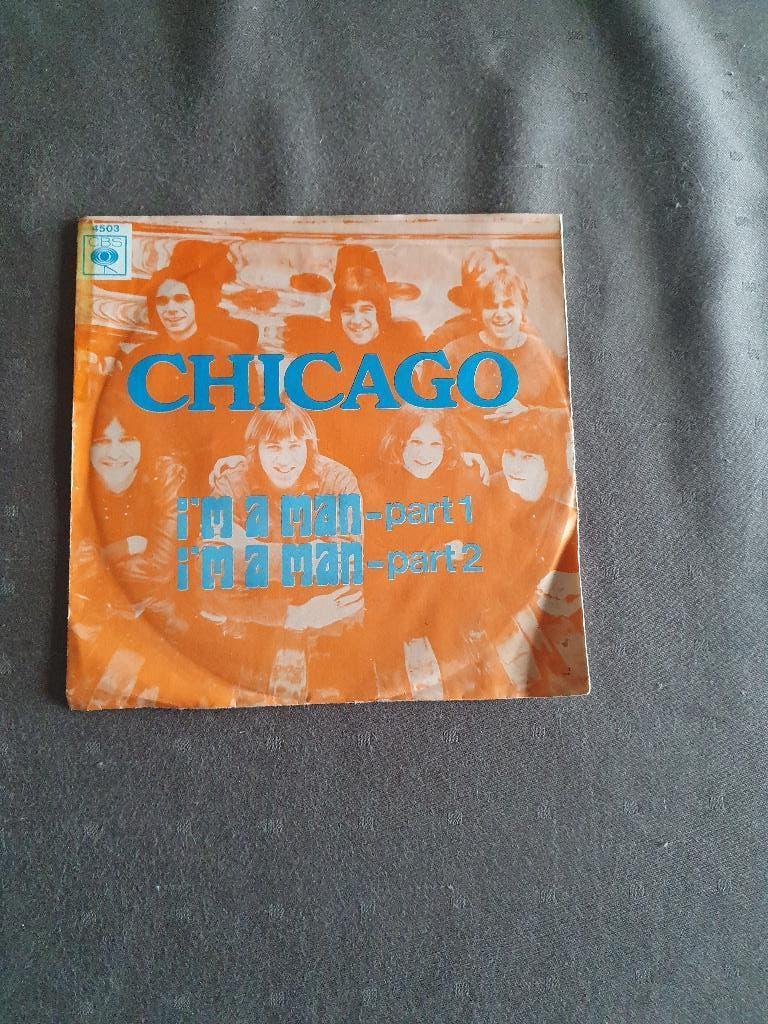 4503
CBS
CHICAGO
i'm a man-part 1
i'm a man-part 2